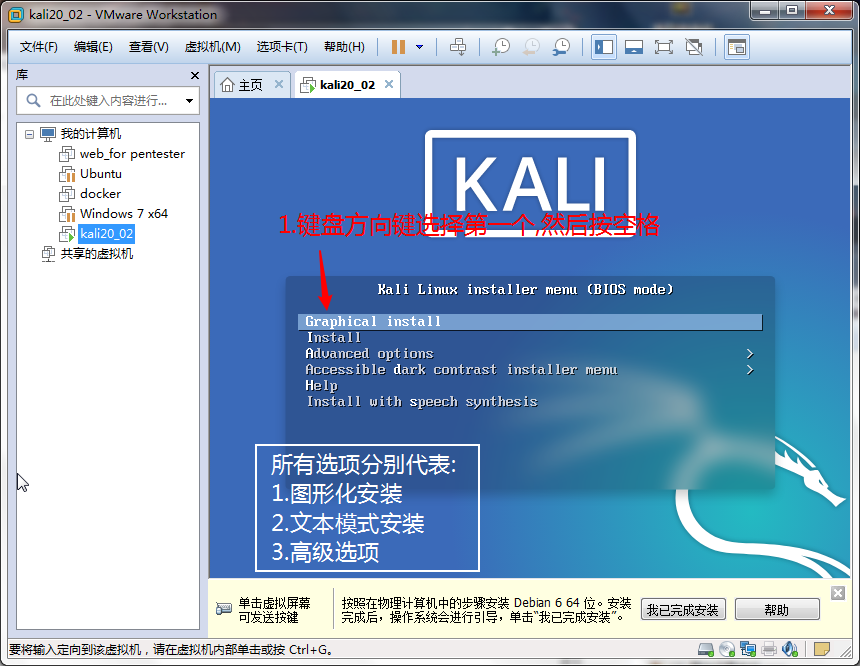 kali20_02 - VMware Workstation
文件(F) 编辑(E) 查看(V) 虚拟机(M) 选项卡(T) 帮助(H)
库
在此处键入内容进行...
我的计算机
web_for pentester
Ubuntu
docker
Windows 7 x64
kali20_02
共享的虚拟机
主页 kali20_02
KALI
1.键盘方向键选择第一个,然后按空格
Kali Linux installer menu (BIOS mode)
Graphical install
Install
Advanced options >
Accessible dark contrast installer menu >
Help
Install with speech synthesis
所有选项分别代表:
1.图形化安装
2.文本模式安装
3.高级选项
单击虚拟屏幕
可发送按键
按照在物理计算机中的步骤安装 Debian 6 64 位。安装
完成后，操作系统会进行引导，单击“我已完成安装”。
我已完成安装 帮助
要将输入定向到该虚拟机，请在虚拟机内部单击或按 Ctrl+G。